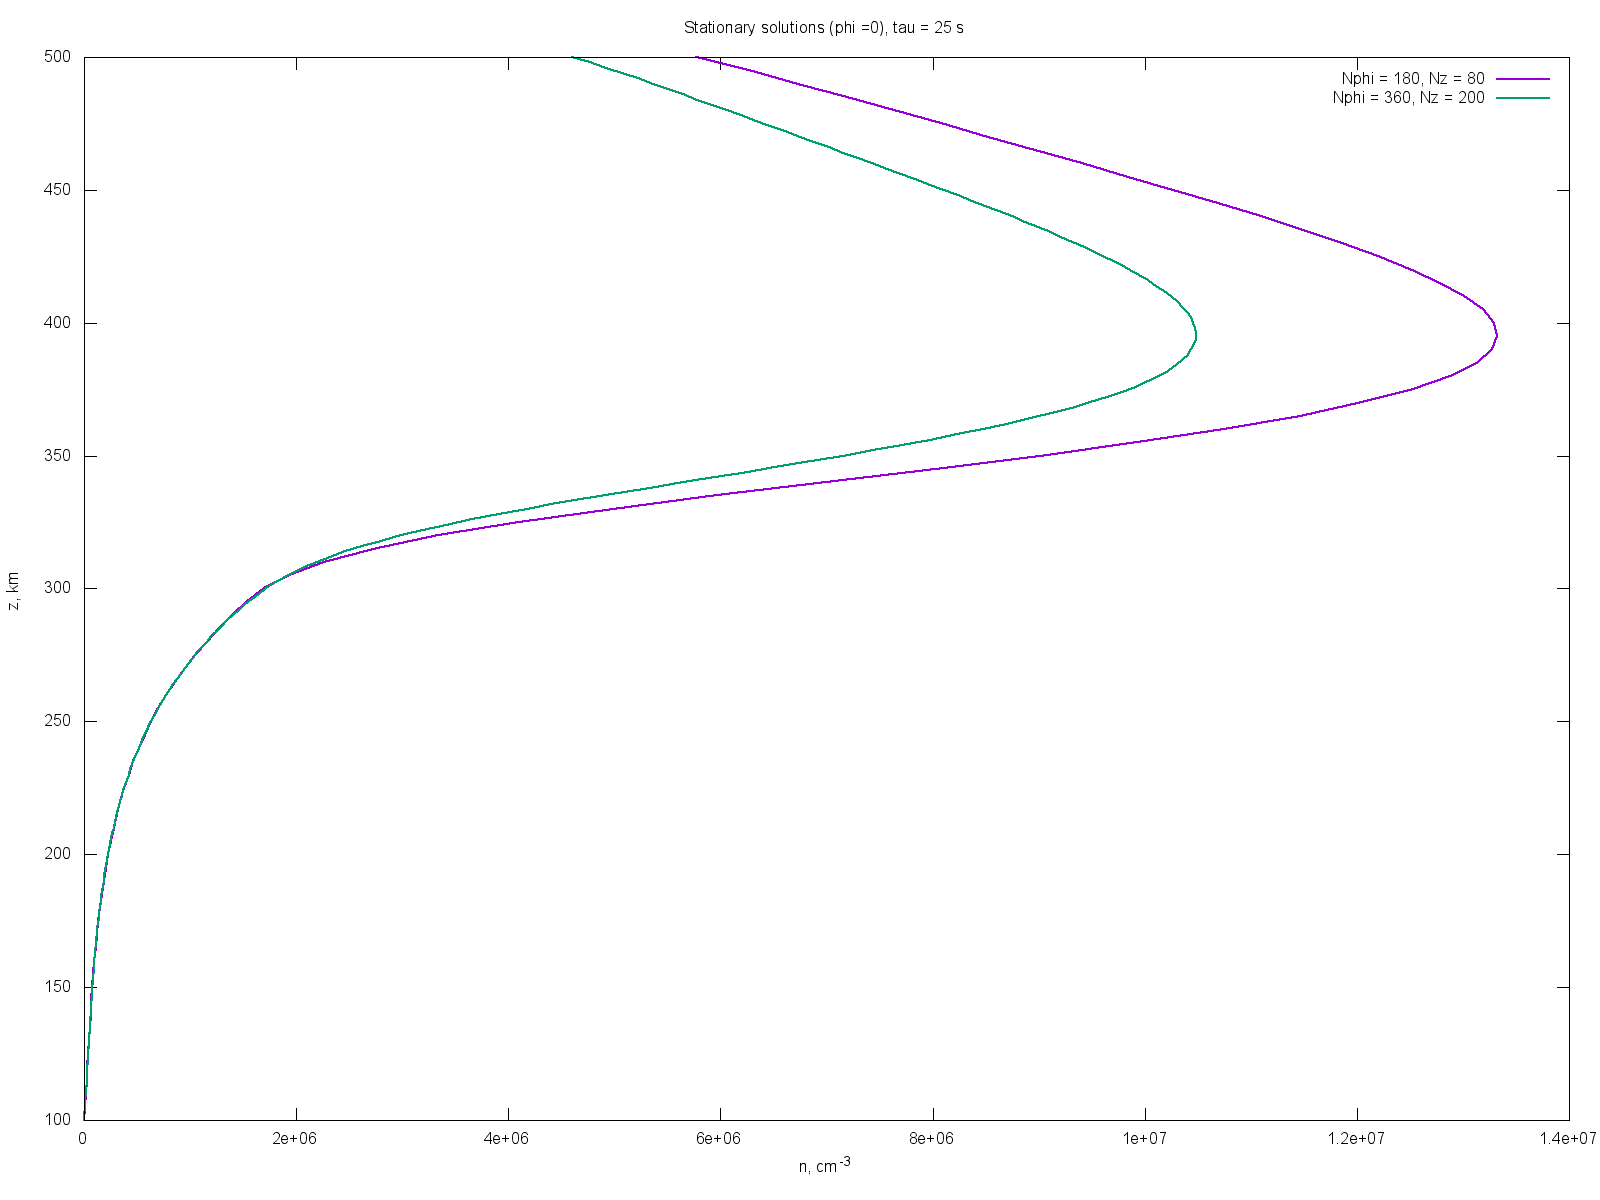 Stationary solutions (phi =0), tau = 25 s
Nphi = 180, Nz = 80
Nphi = 360, Nz = 200
500
450
400
350
300
250
200
150
100
z, km
0
2e+06
4e+06
6e+06
8e+06
1e+07
1.2e+07
1.4e+07
n, cm-3